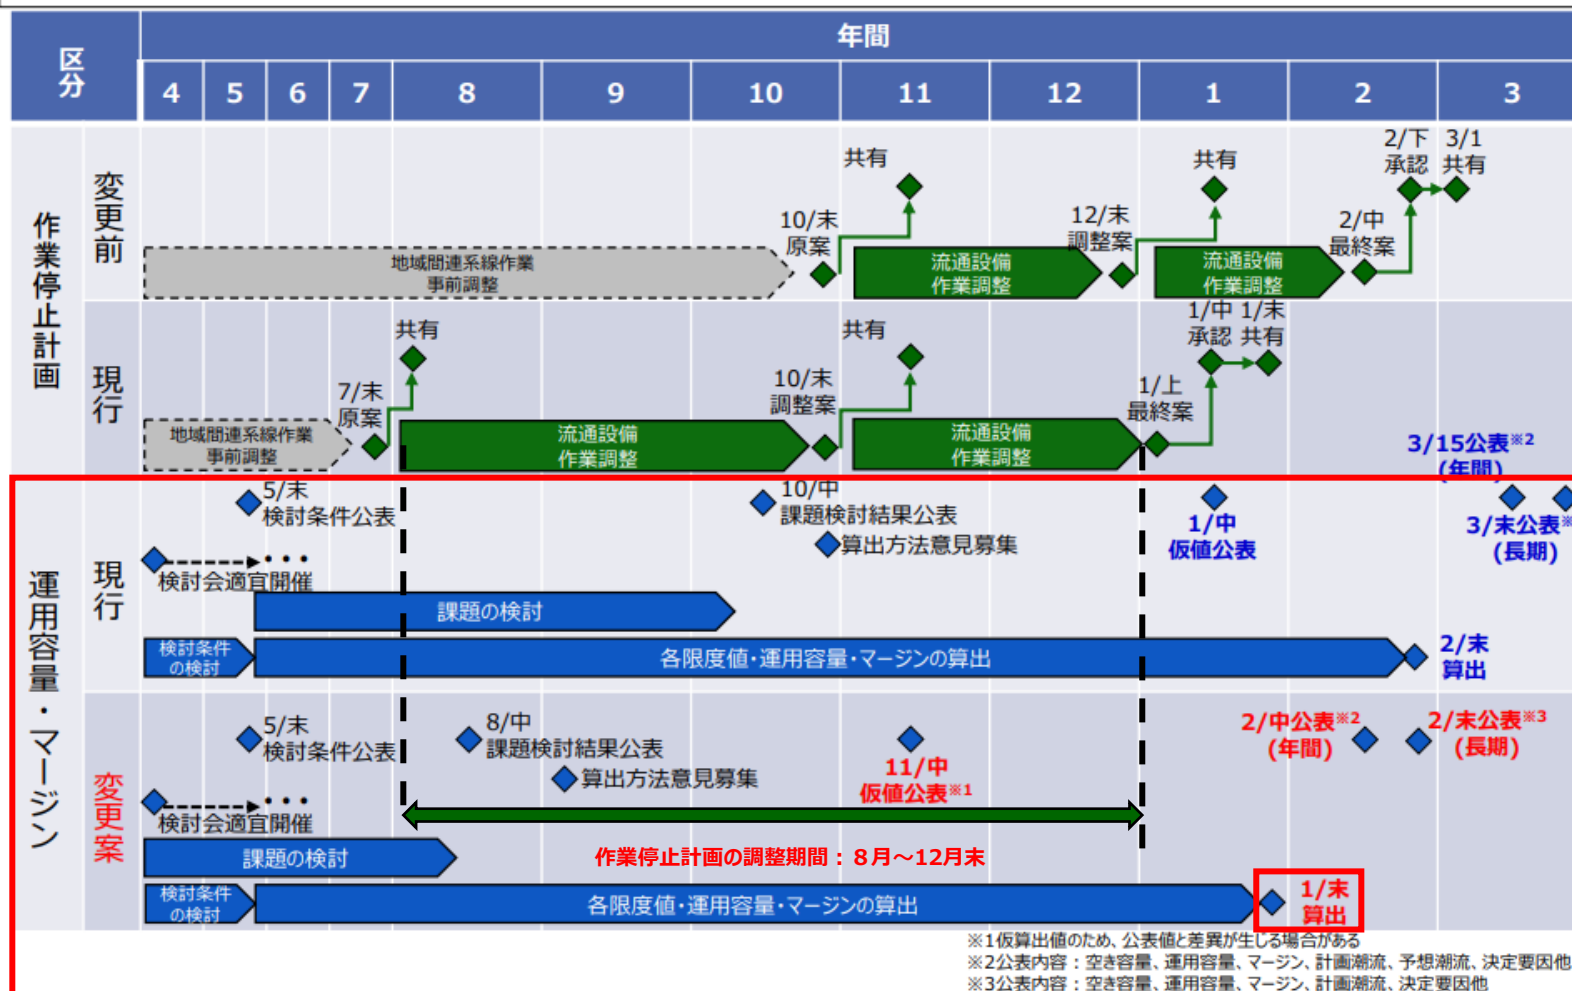 区分
年間
4 5 6 7 8 9 10 11 12 1 2 3
作業停止計画
変更前
地域間連系線作業
事前調整
10/末
原案
共有
流通設備
作業調整
12/末
調整案
共有
流通設備
作業調整
2/中
最終案
2/下
承認
3/1
共有
現行
地域間連系線作業
事前調整
7/末
原案
共有
流通設備
作業調整
10/末
調整案
共有
流通設備
作業調整
1/上
最終案
1/中
承認
1/末
共有
運用容量・マージン
現行
5/末
検討条件公表
検討会適宜開催
・・・
10/中
課題検討結果公表
算出方法意見募集
1/中
仮値公表
3/15公表※2
(年間)
3/末公表※
(長期)
課題の検討
検討条件
の検討
各限度値・運用容量・マージンの算出
2/末
算出
変更案
5/末
検討条件公表
検討会適宜開催
・・・
8/中
課題検討結果公表
算出方法意見募集
11/中
仮値公表※1
2/中公表※2
(年間)
2/末公表※3
(長期)
課題の検討
作業停止計画の調整期間：８月～12月末
検討条件
の検討
各限度値・運用容量・マージンの算出
1/末
算出
※1仮算出値のため、公表値と差異が生じる場合がある
※2公表内容：空き容量、運用容量、マージン、計画潮流、予想潮流、決定要因他
※3公表内容：空き容量、運用容量、マージン、計画潮流、決定要因他